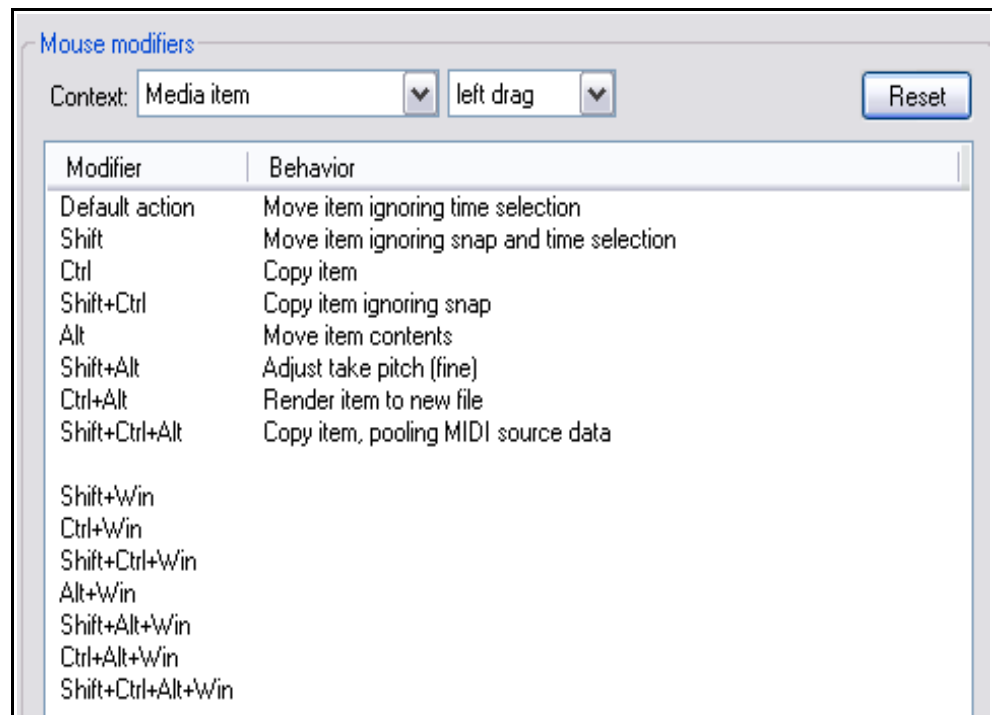 Mouse modifiers
Context: Media item left drag Reset
Modifier Behavior
Default action Move item ignoring time selection
Shift Move item ignoring snap and time selection
Ctrl Copy item
Shift+Ctrl Copy item ignoring snap
Alt Move item contents
Shift+Alt Adjust take pitch (fine)
Ctrl+Alt Render item to new file
Shift+Ctrl+Alt Copy item, pooling MIDI source data
Shift+Win
Ctrl+Win
Shift+Ctrl+Win
Alt+Win
Shift+Alt+Win
Ctrl+Alt+Win
Shift+Ctrl+Alt+Win